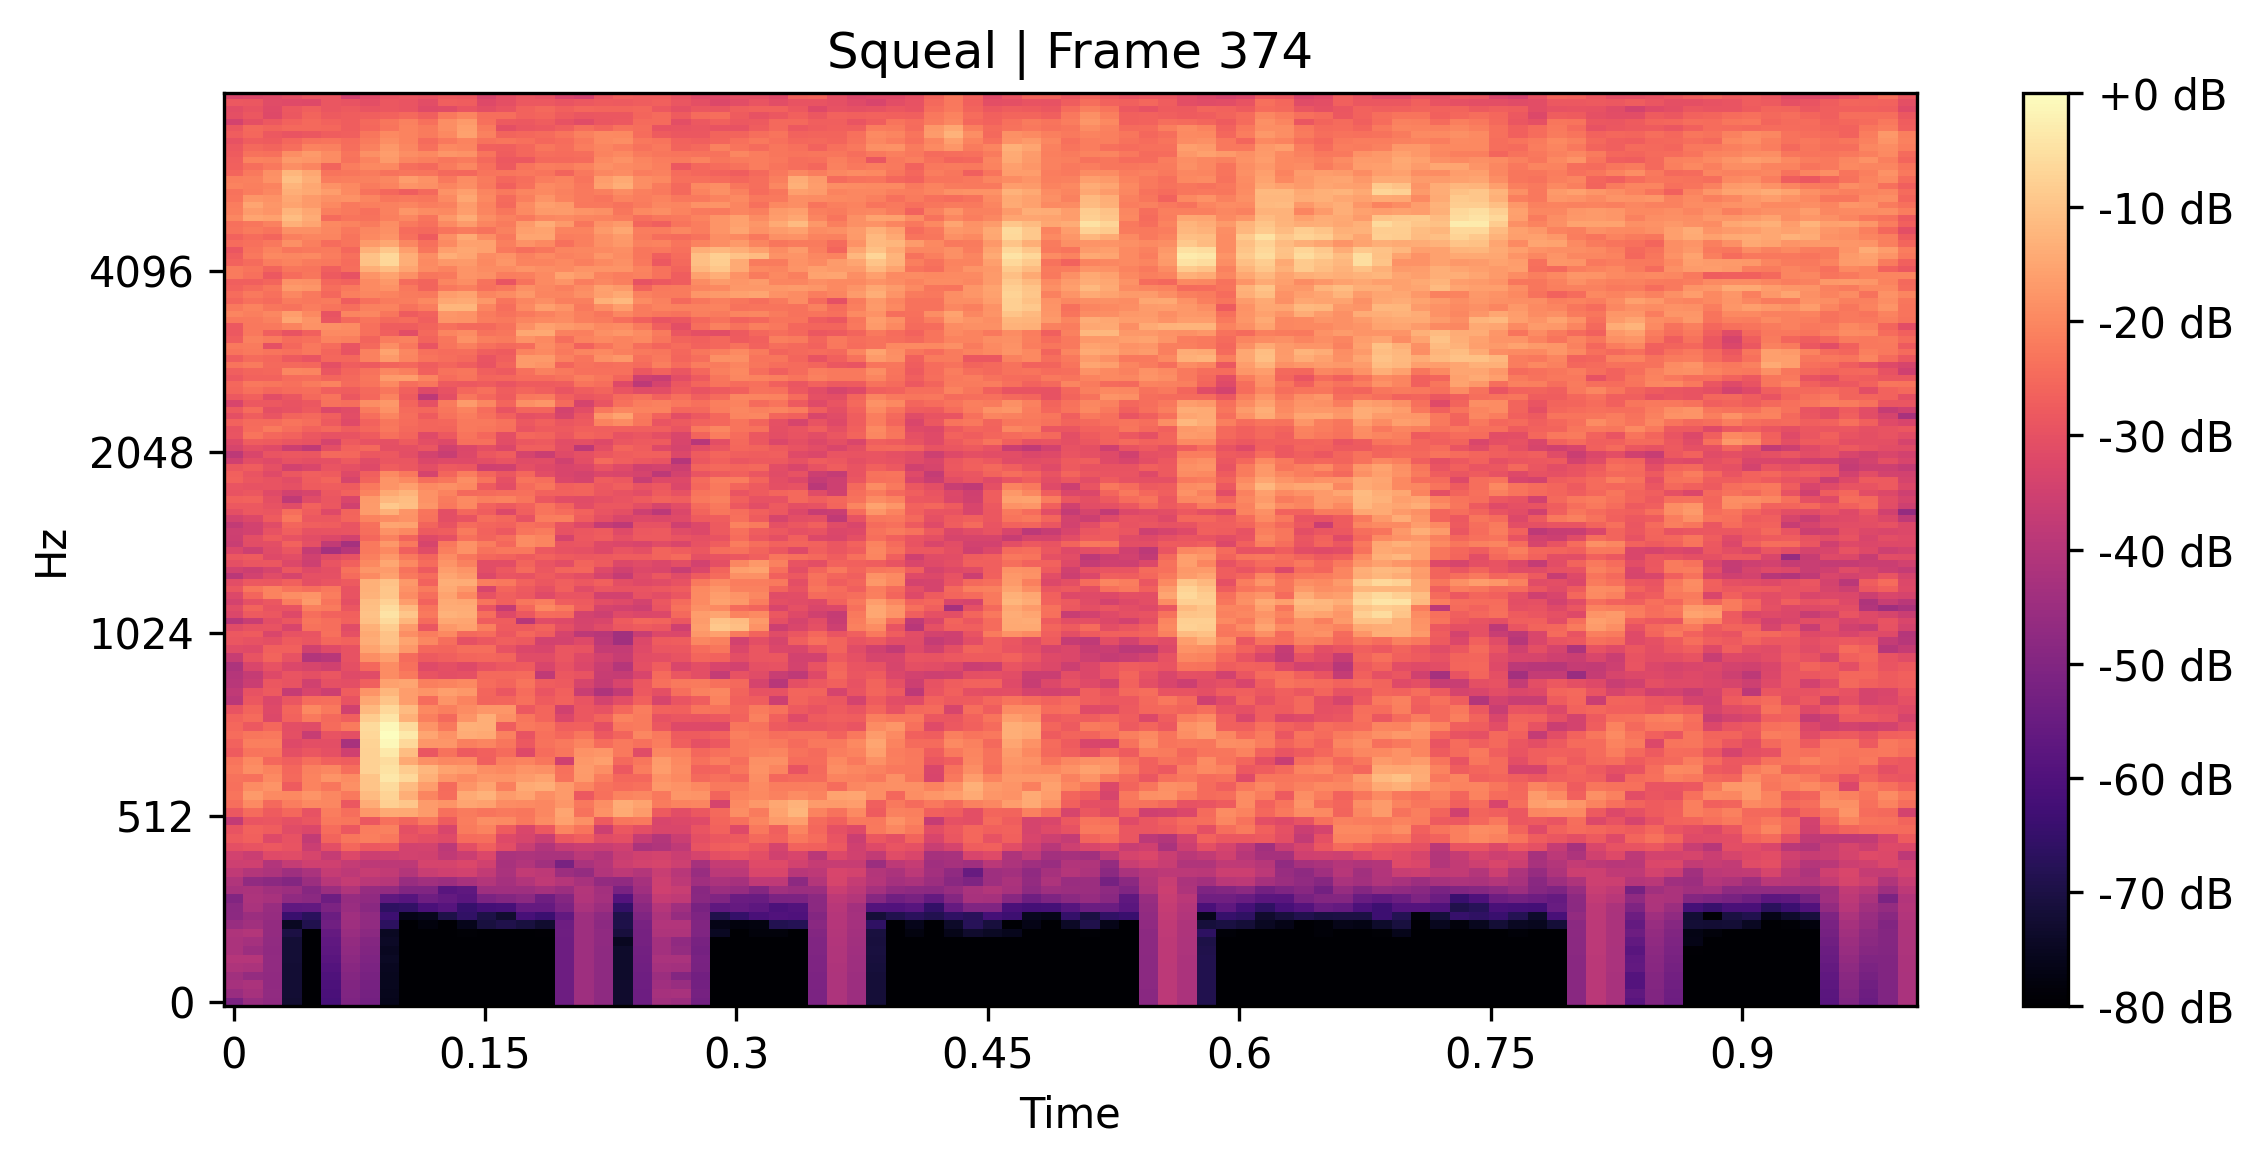 Squeal | Frame 374
+0 dB
-10 dB
-20 dB
-30 dB
-40 dB
-50 dB
-60 dB
-70 dB
-80 dB
Hz
4096
2048
1024
512
0
0 0.15 0.3 0.45 0.6 0.75 0.9
Time